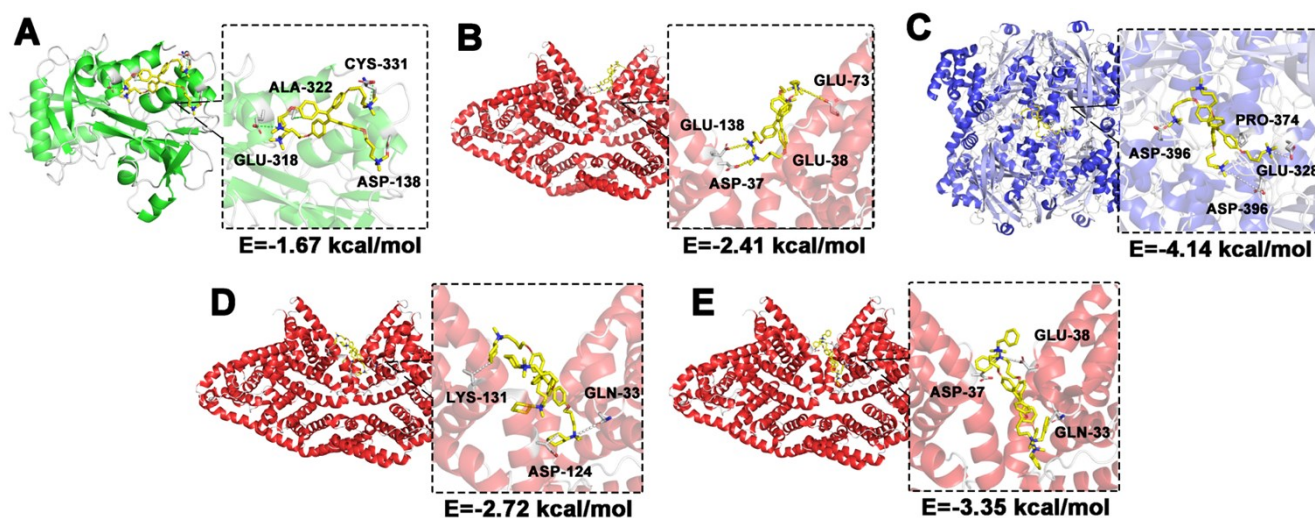 A
CYS-331
ALA-322
GLU-318
ASP-138
E=-1.67 kcal/mol
B
GLU-73
GLU-138
GLU-38
ASP-37
E=-2.41 kcal/mol
C
PRO-374
ASP-396
GLU-328
ASP-396
E=-4.14 kcal/mol
D
LYS-131
GLN-33
ASP-124
E=-2.72 kcal/mol
E
GLU-38
ASP-37
GLN-33
E=-3.35 kcal/mol